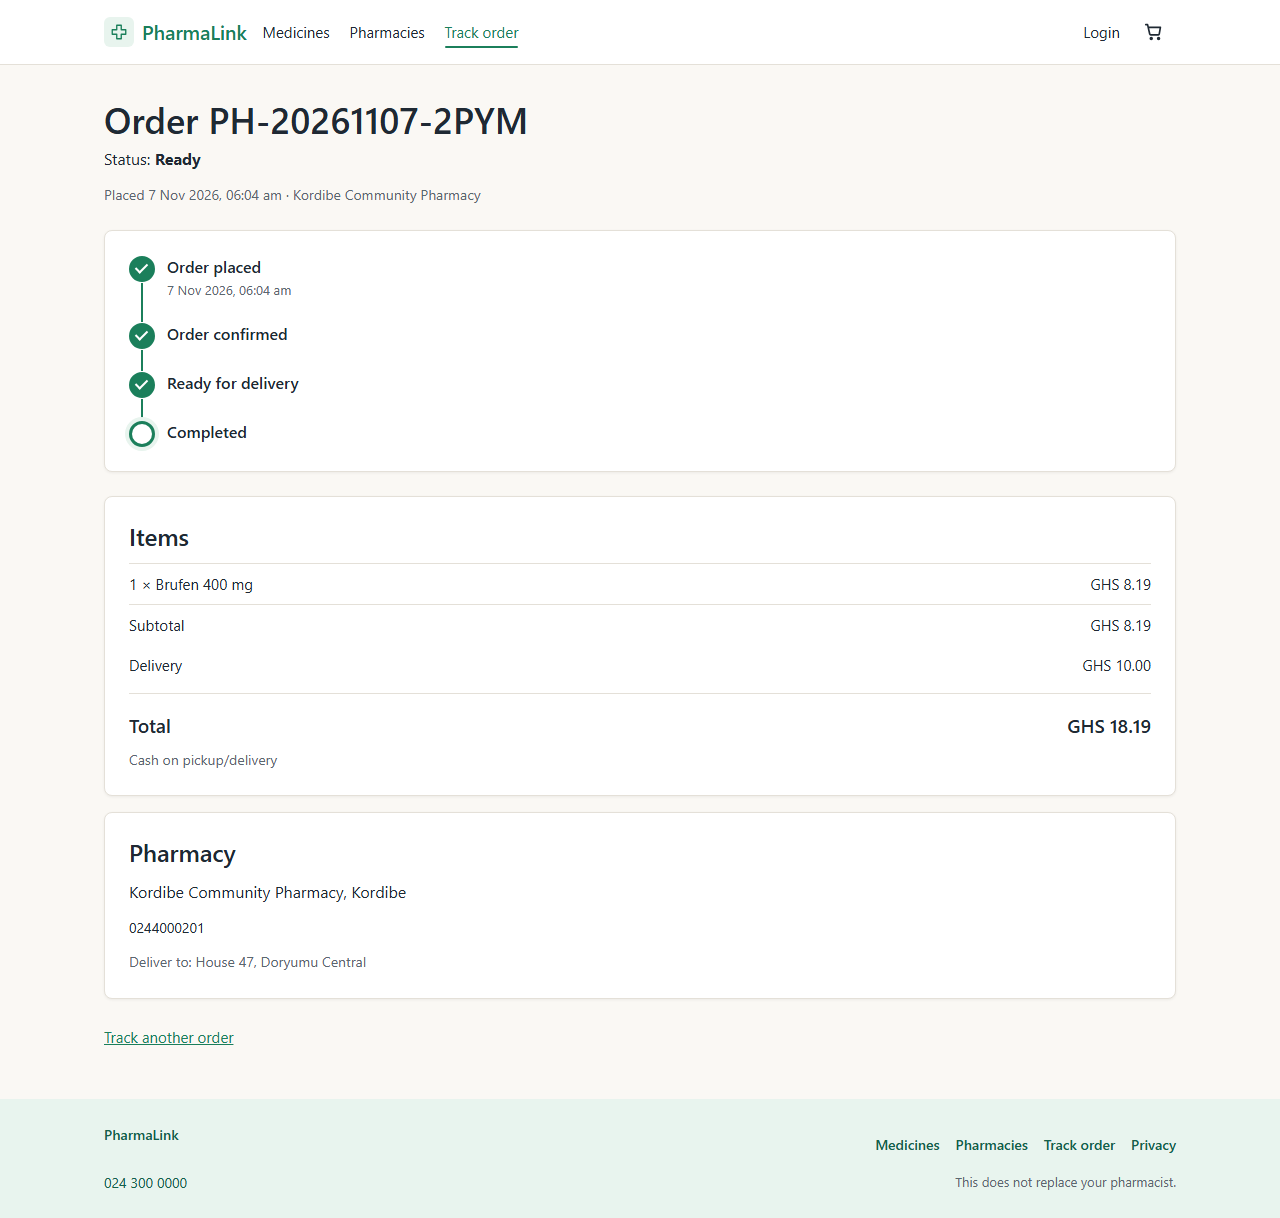 PharmaLink Medicines Pharmacies Track order Login
Order PH-20261107-2PYM
Status: Ready
Placed 7 Nov 2026, 06:04 am · Kordibe Community Pharmacy
Order placed
7 Nov 2026, 06:04 am
Order confirmed
Ready for delivery
Completed
Items
1 × Brufen 400 mg GHS 8.19
Subtotal GHS 8.19
Delivery GHS 10.00
Total GHS 18.19
Cash on pickup/delivery
Pharmacy
Kordibe Community Pharmacy, Kordibe
0244000201
Deliver to: House 47, Doryumu Central
Track another order
PharmaLink
Medicines Pharmacies Track order Privacy
024 300 0000
This does not replace your pharmacist.